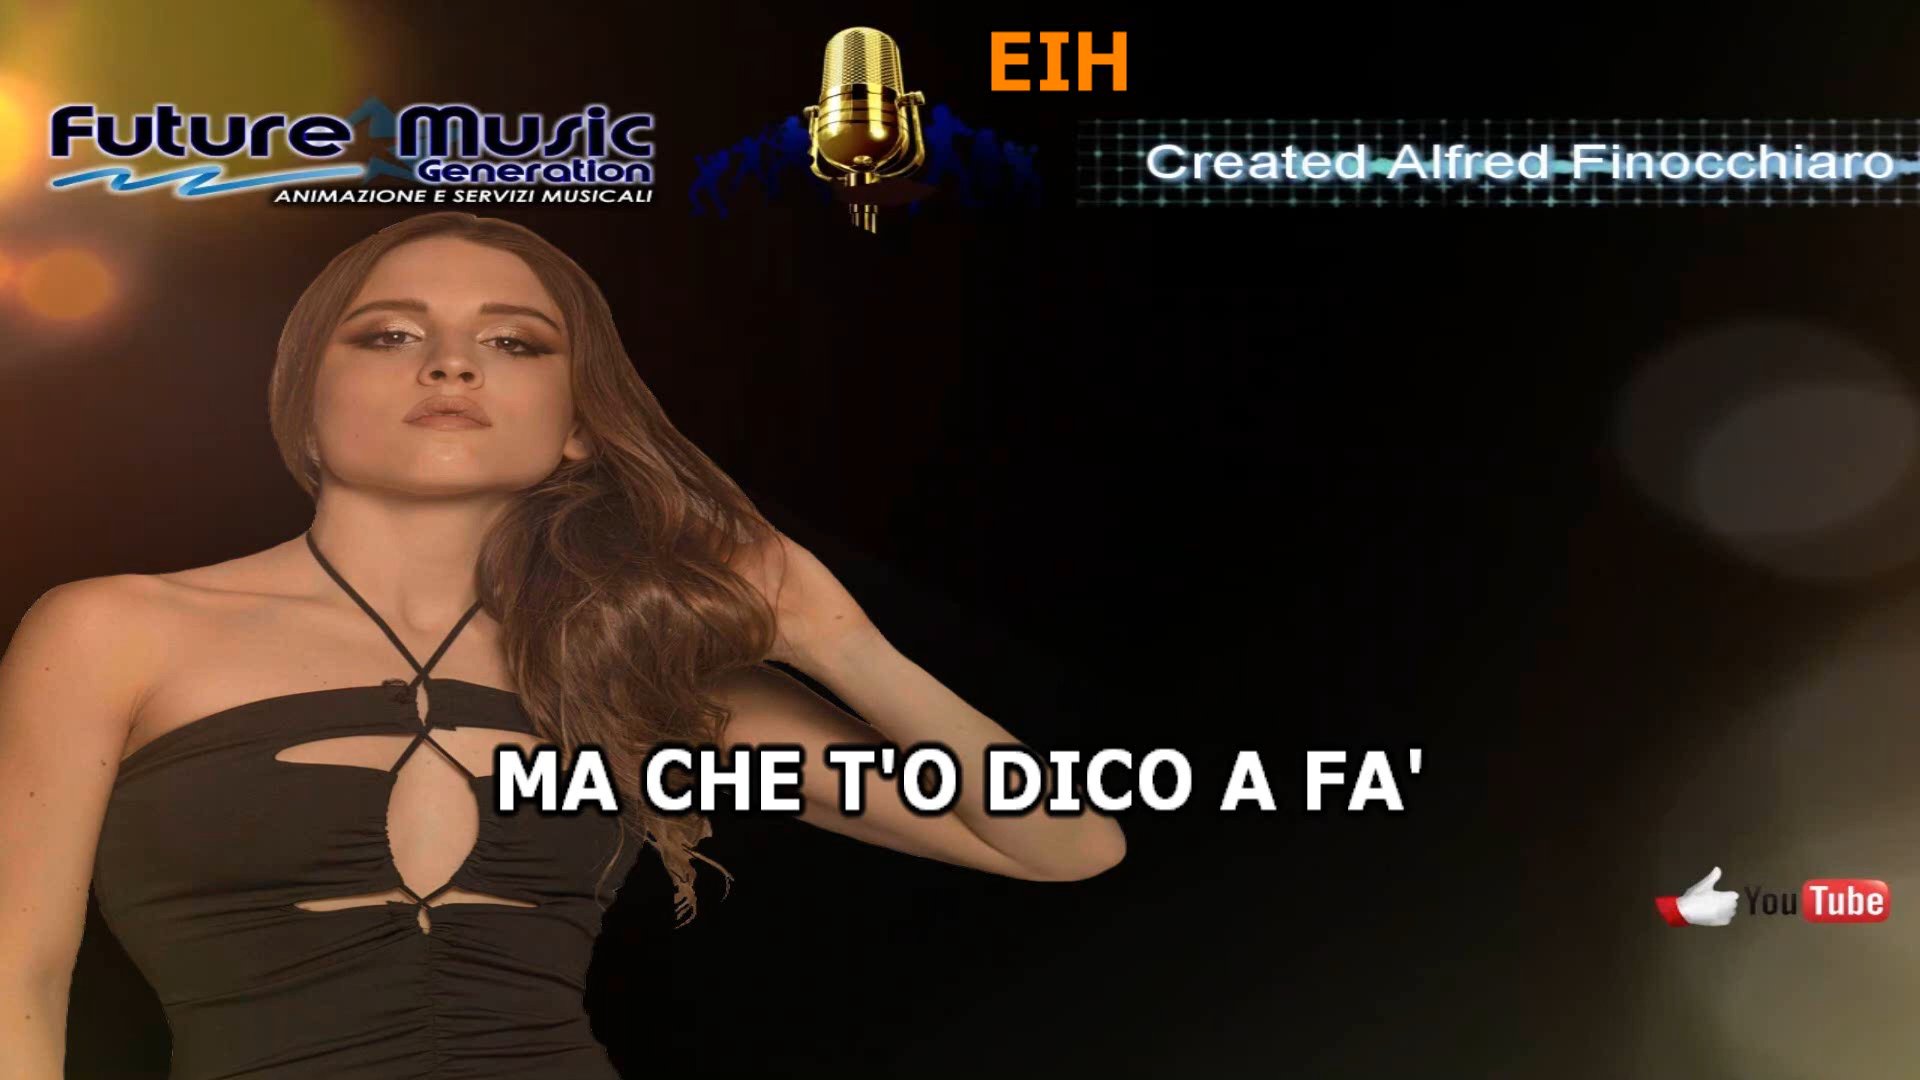 EIH
Future Music
Generation
ANIMAZIONE E SERVIZI MUSICALI
Created Alfred Finocchiaro
MA CHE T'O DICO A FA'
You Tube